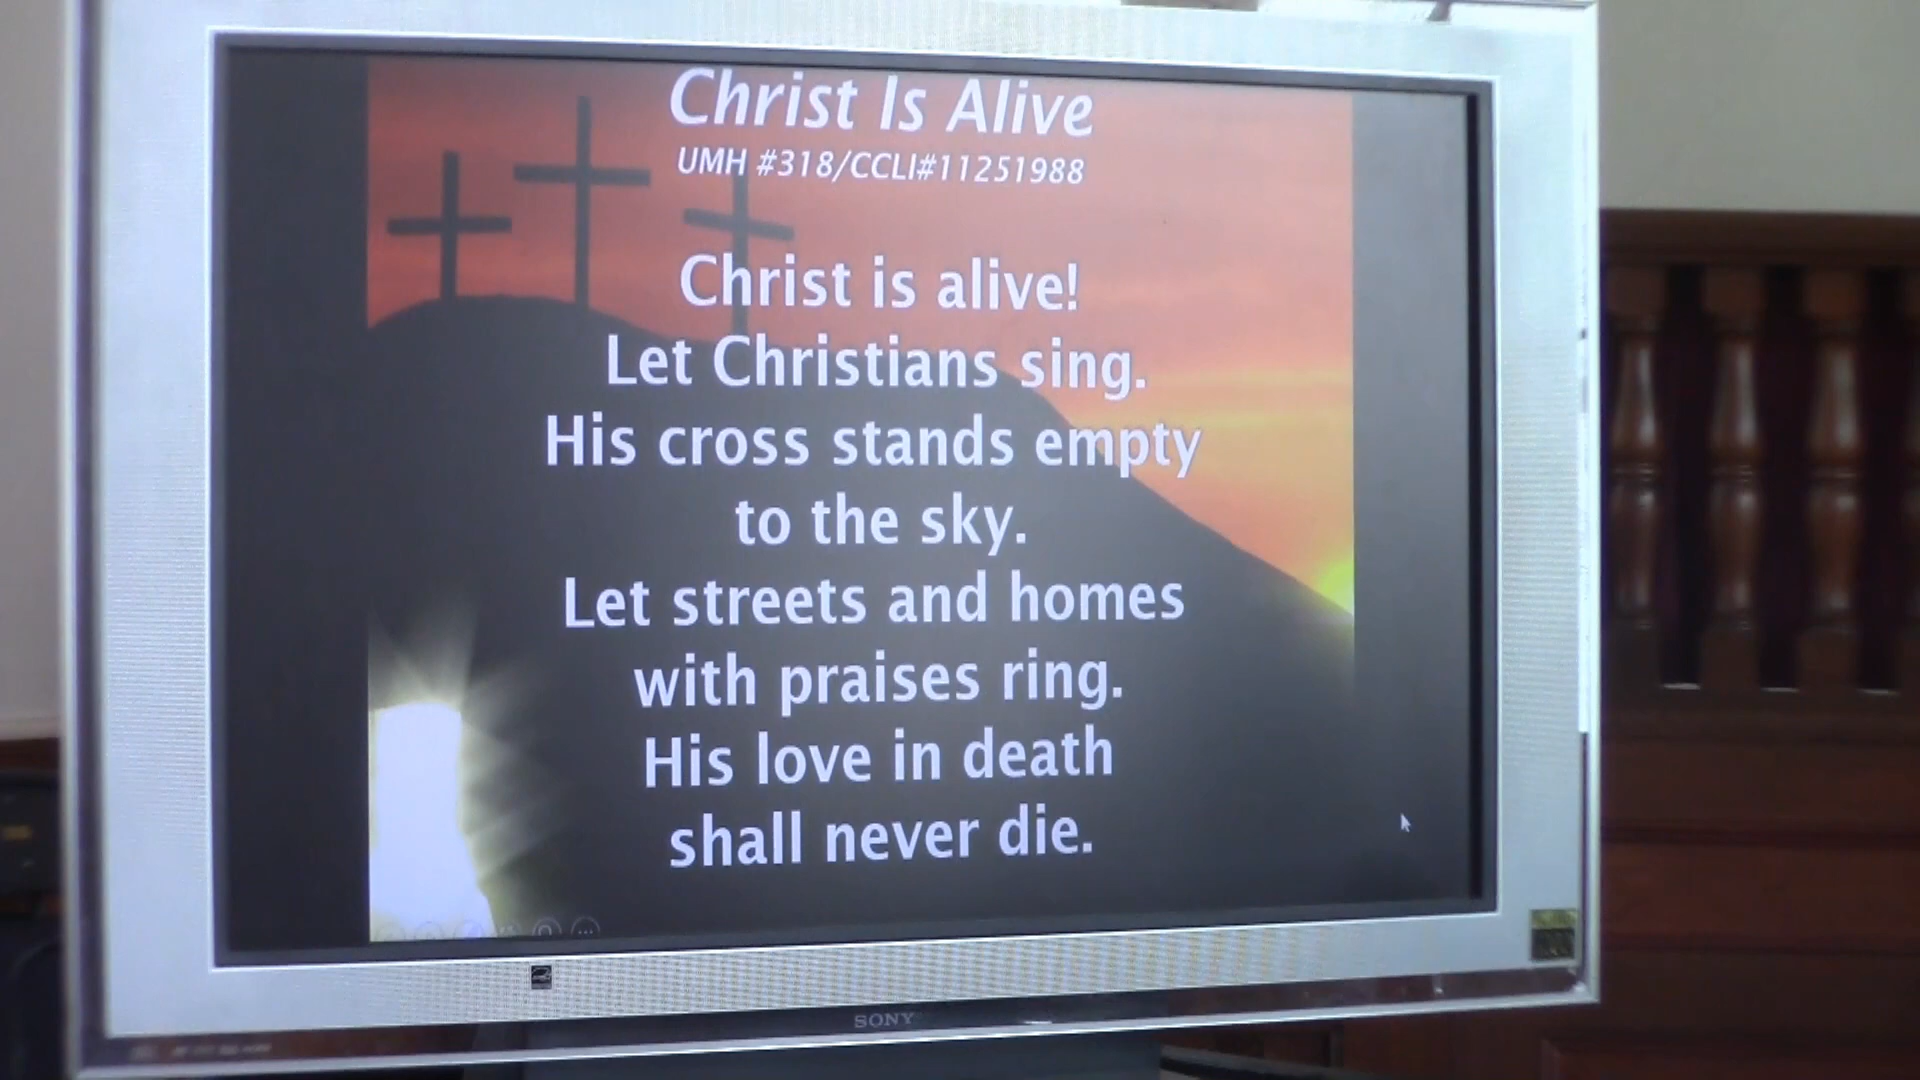 Christ Is Alive
UMH #318/CCLI#11251988
Christ is alive!
Let Christians sing.
His cross stands empty
to the sky.
Let streets and homes
with praises ring.
His love in death
shall never die.
SONY